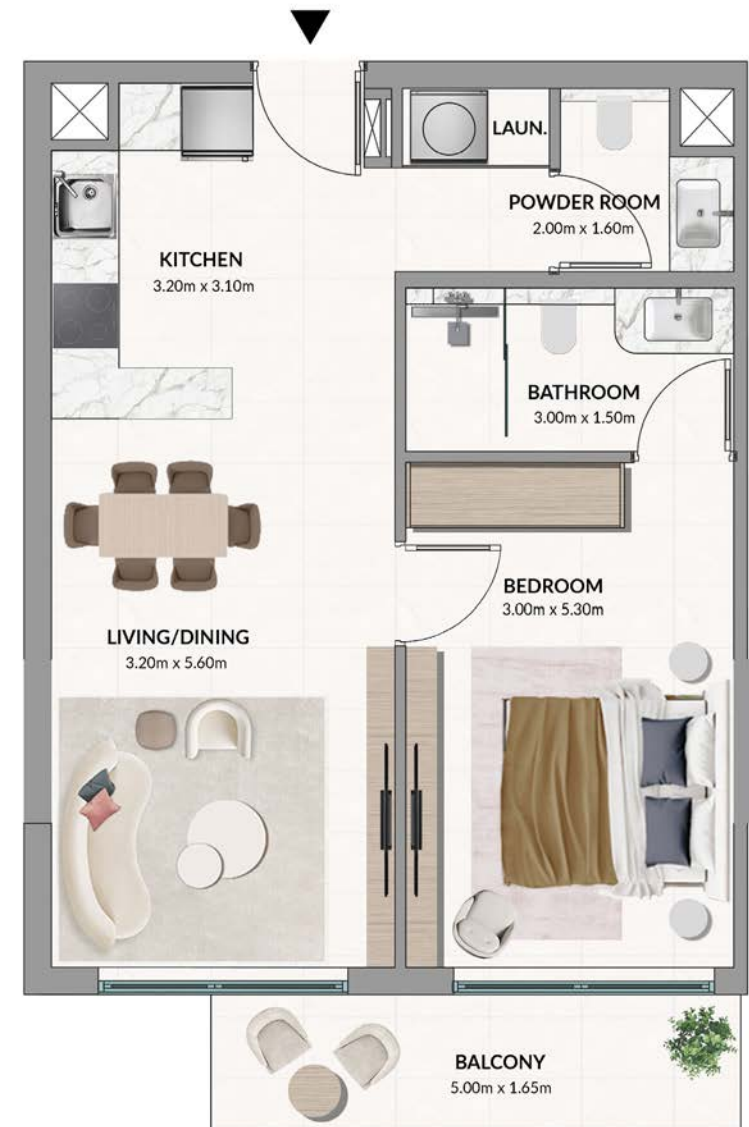 LAUN.
POWDER ROOM
2.00m x 1.60m
KITCHEN
3.20m x 3.10m
BATHROOM
3.00m x 1.50m
BEDROOM
3.00m x 5.30m
LIVING/DINING
3.20m x 5.60m
BALCONY
5.00m x 1.65m